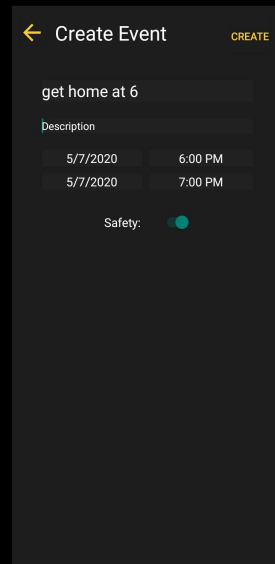 Create Event CREATE
get home at 6
Description
5/7/2020 6:00 PM
5/7/2020 7:00 PM
Safety: